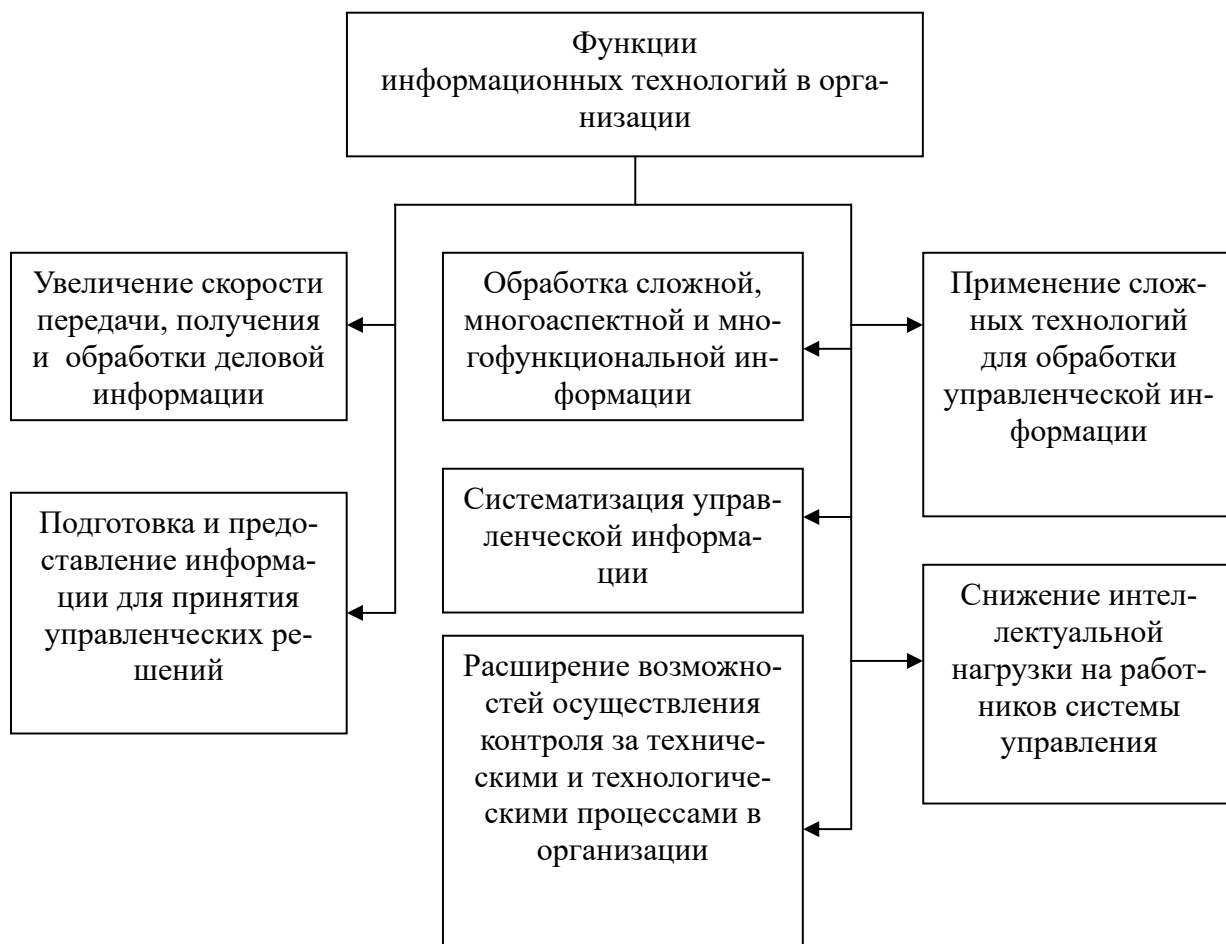 Функции
информационных технологий в орга-
низации
Увеличение скорости
передачи, получения
и  обработки деловой
информации
Обработка сложной,
многоаспектной и мно-
гофункциональной ин-
формации
Применение слож-
ных технологий
для обработки
управленческой ин-
формации
Подготовка и предо-
ставление информа-
ции для принятия
управленческих ре-
шений
Систематизация управ-
ленческой информа-
ции
Снижение интел-
лектуальной
нагрузки на работ-
ников системы
управления
Расширение возможно-
стей осуществления
контроля за техниче-
скими и технологиче-
скими процессами в
организации